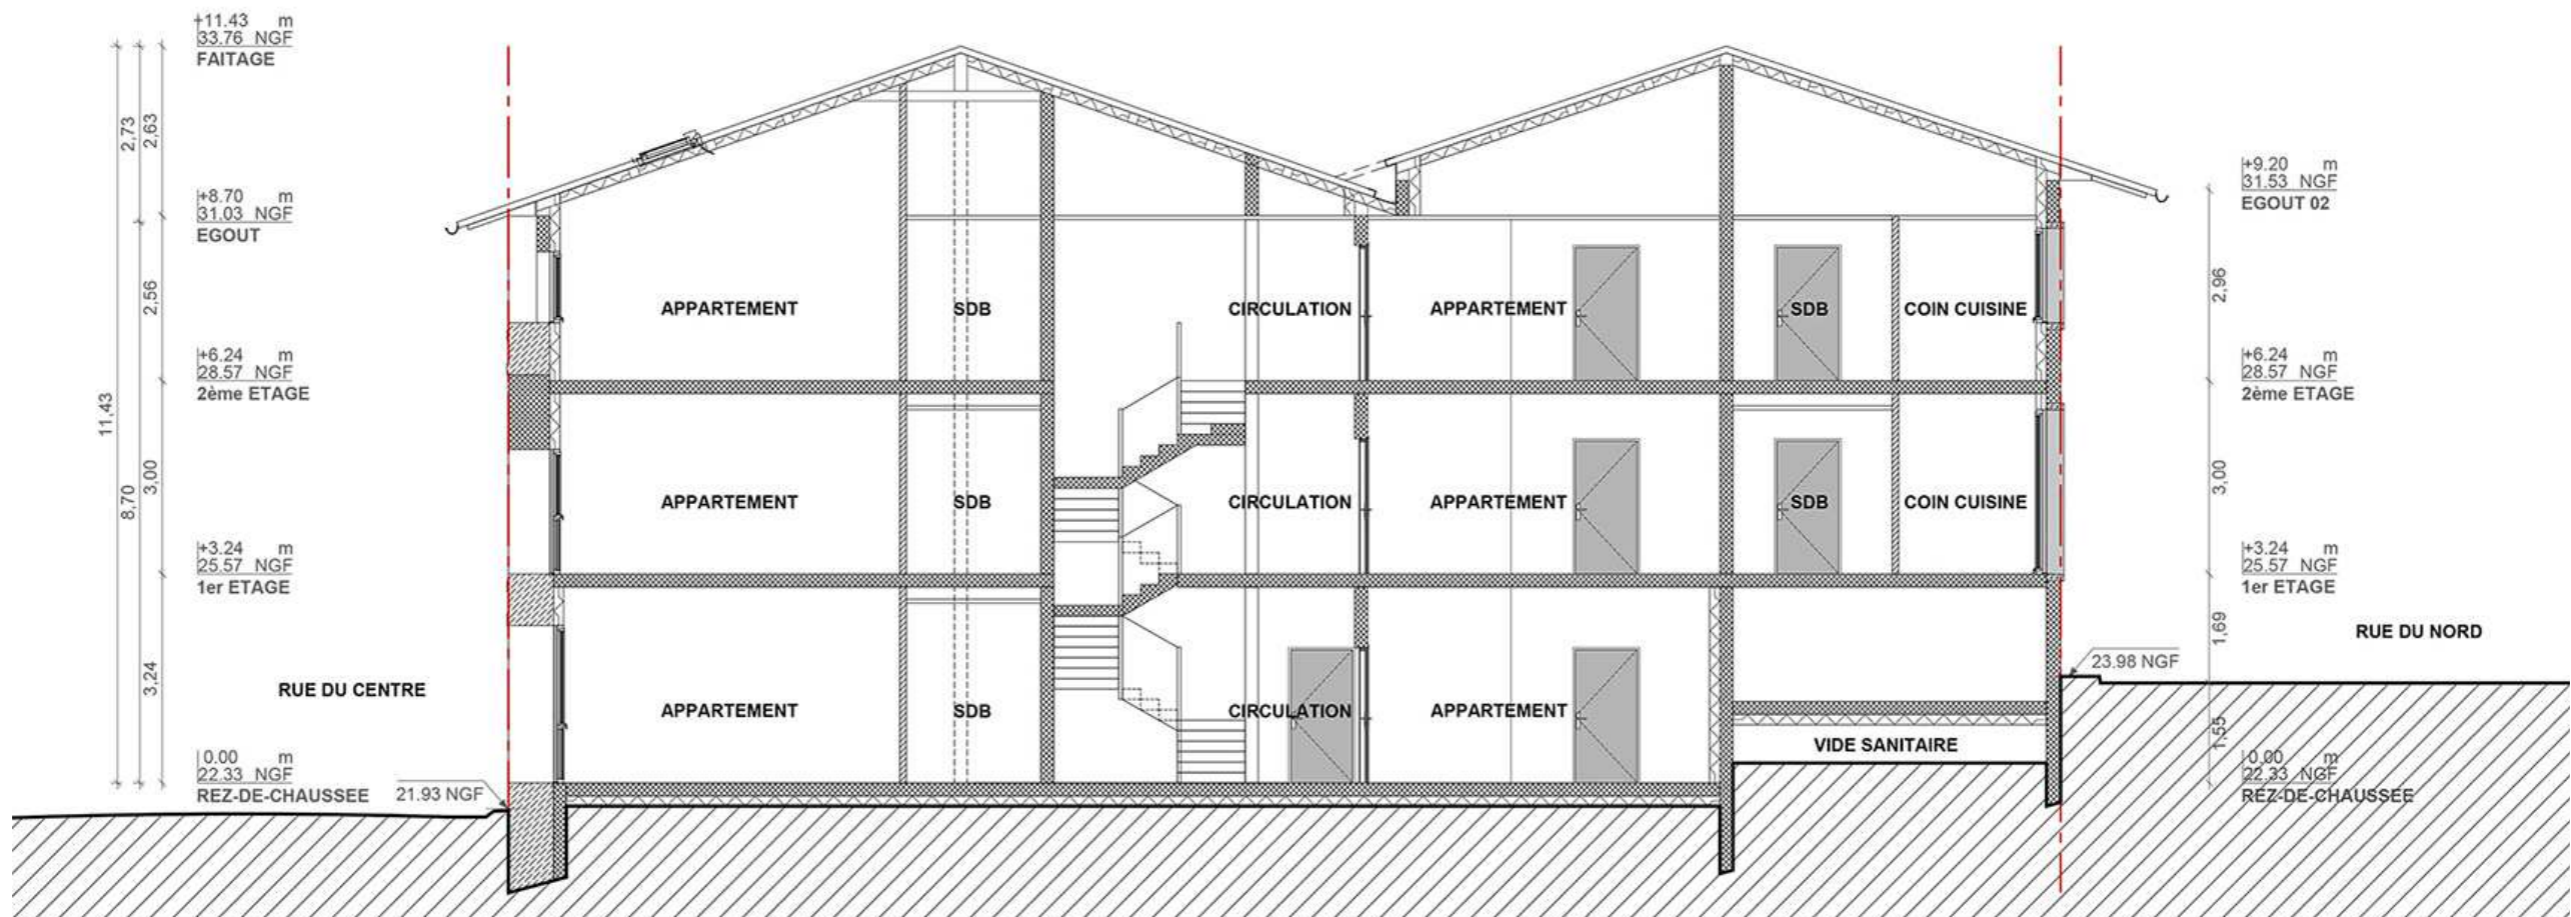 +11.43 m
33.76 NGF
FAITAGE
2,73
2,63
+8.70 m
31.03 NGF
EGOUT
+9.20 m
31.53 NGF
EGOUT 02
2,56
2,96
APPARTEMENT SDB CIRCULATION APPARTEMENT SDB COIN CUISINE
+6.24 m
28.57 NGF
2ème ETAGE
+6.24 m
28.57 NGF
2ème ETAGE
11,43
8,70
3,00
3,00
APPARTEMENT SDB CIRCULATION APPARTEMENT SDB COIN CUISINE
+3.24 m
25.57 NGF
1er ETAGE
+3.24 m
25.57 NGF
1er ETAGE
3,24
1,69
RUE DU NORD
23.98 NGF
RUE DU CENTRE
APPARTEMENT SDB CIRCULATION APPARTEMENT
VIDE SANITAIRE
1,55
0.00 m
22.33 NGF
REZ-DE-CHAUSSEE
21.93 NGF
0.00 m
22.33 NGF
REZ-DE-CHAUSSEE